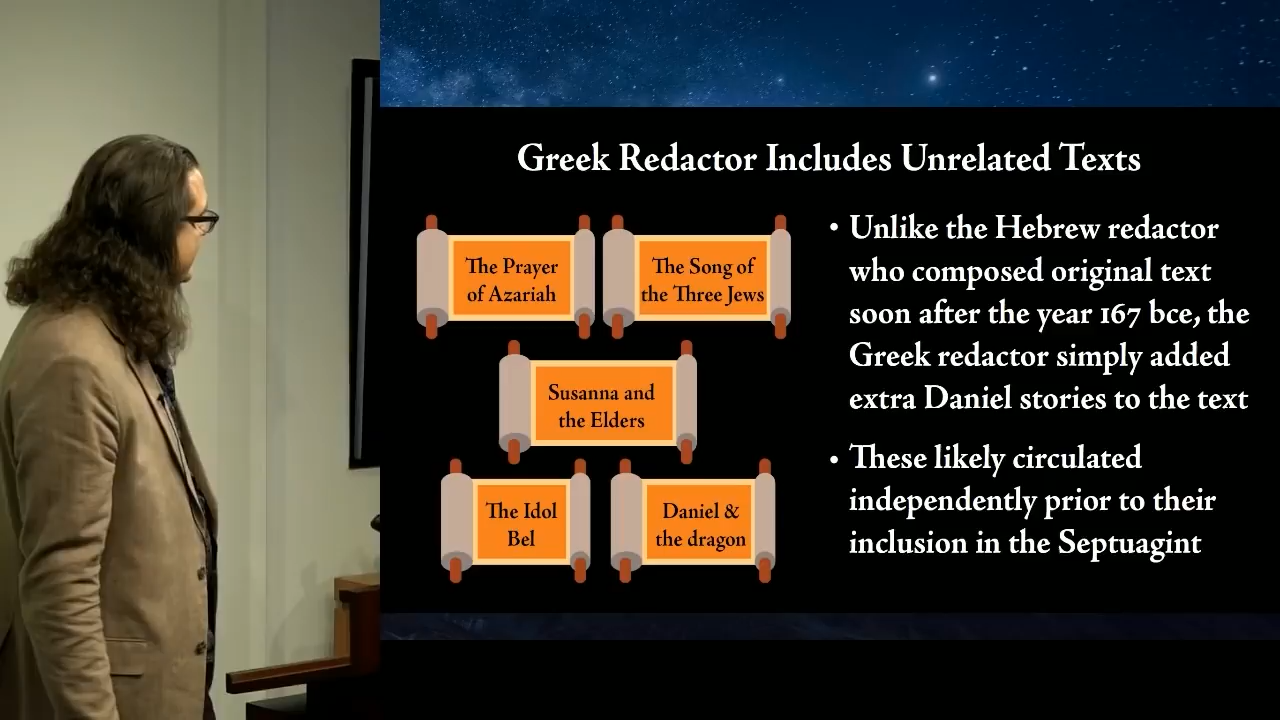 Greek Redactor Includes Unrelated Texts
The Prayer
of Azariah
The Song of
the Three Jews
Susanna and
the Elders
The Idol
Bel
Daniel &
the dragon
• Unlike the Hebrew redactor
who composed original text
soon after the year 167 bce, the
Greek redactor simply added
extra Daniel stories to the text
• These likely circulated
independently prior to their
inclusion in the Septuagint